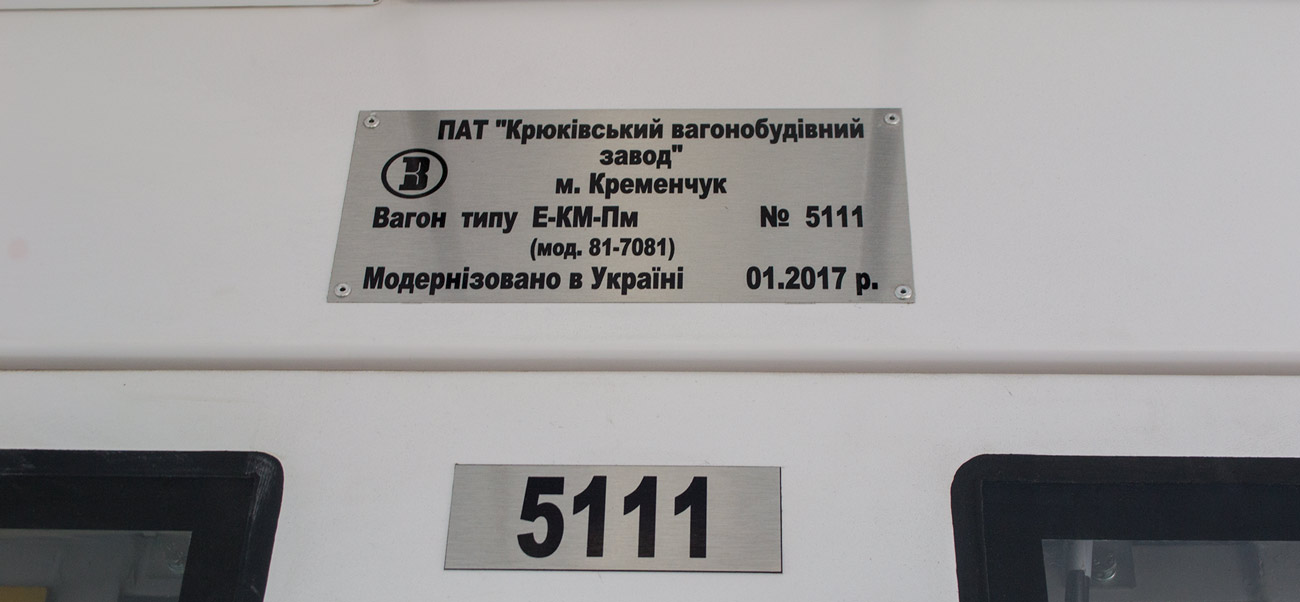 ПАТ "Крюківський вагонобудівний
завод"
м. Кременчук
Вагон типу Е-КМ-Пм № 5111
(мод. 81-7081)
Модернізовано в Україні 01.2017 р.
5111